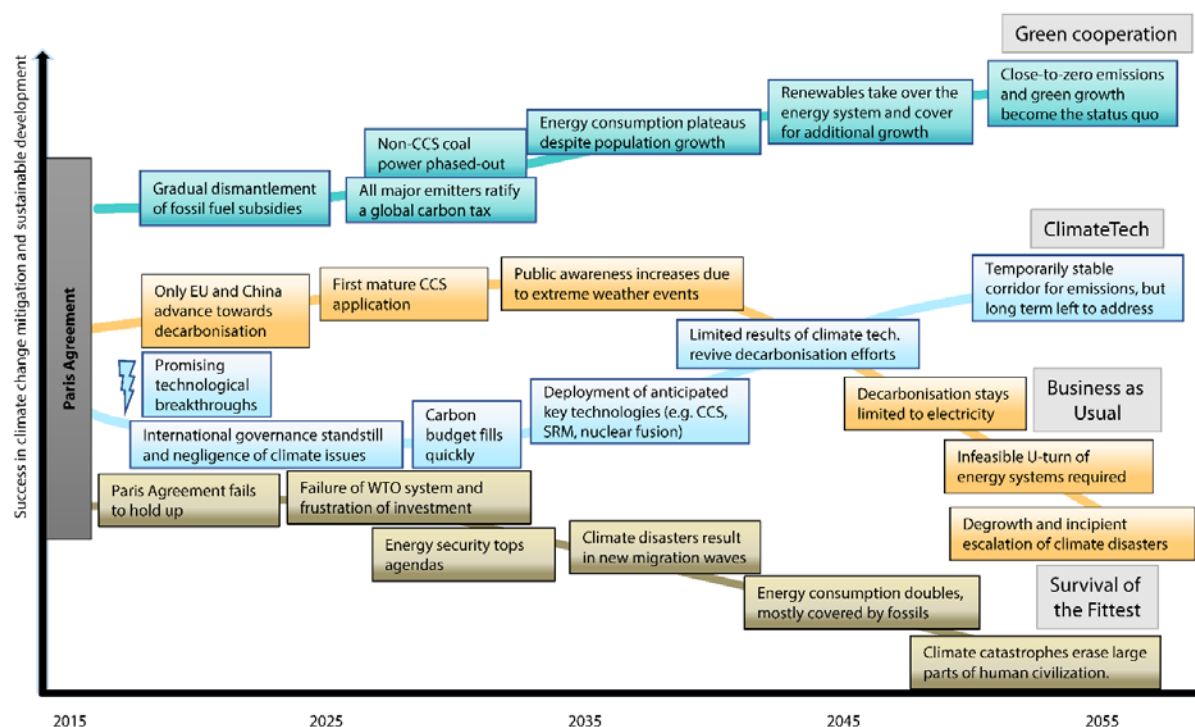 Success in climate change mitigation and sustainable development
Paris Agreement
Green cooperation
Gradual dismantlement
of fossil fuel subsidies
Non-CCS coal
power phased-out
All major emitters ratify
a global carbon tax
Energy consumption plateaus
despite population growth
Renewables take over the
energy system and cover
for additional growth
Close-to-zero emissions
and green growth
become the status quo
ClimateTech
Only EU and China
advance towards
decarbonisation
First mature CCS
application
Public awareness increases due
to extreme weather events
Temporarily stable
corridor for emissions, but
long term left to address
Limited results of climate tech.
revive decarbonisation efforts
Promising
technological
breakthroughs
International governance standstill
and negligence of climate issues
Carbon
budget fills
quickly
Deployment of anticipated
key technologies (e.g. CCS,
SRM, nuclear fusion)
Decarbonisation stays
limited to electricity
Business as
Usual
Infeasible U-turn of
energy systems required
Degrowth and incipient
escalation of climate disasters
Paris Agreement fails
to hold up
Failure of WTO system and
frustration of investment
Energy security tops
agendas
Climate disasters result
in new migration waves
Energy consumption doubles,
mostly covered by fossils
Survival of
the Fittest
Climate catastrophes erase large
parts of human civilization.
2015
2025
2035
2045
2055